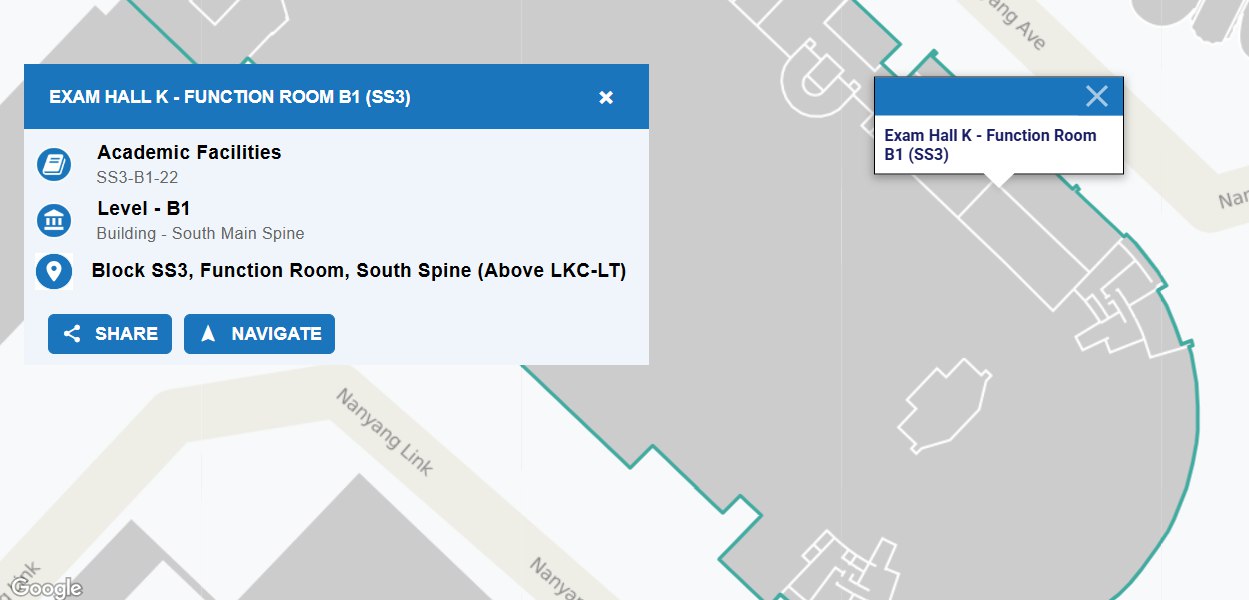 EXAM HALL K - FUNCTION ROOM B1 (SS3)
Academic Facilities
SS3-B1-22
Level - B1
Building - South Main Spine
Block SS3, Function Room, South Spine (Above LKC-LT)
SHARE
NAVIGATE
Exam Hall K - Function Room
B1 (SS3)
ang Ave
Nan
Nanyang Link
Nanyang
Link
Google